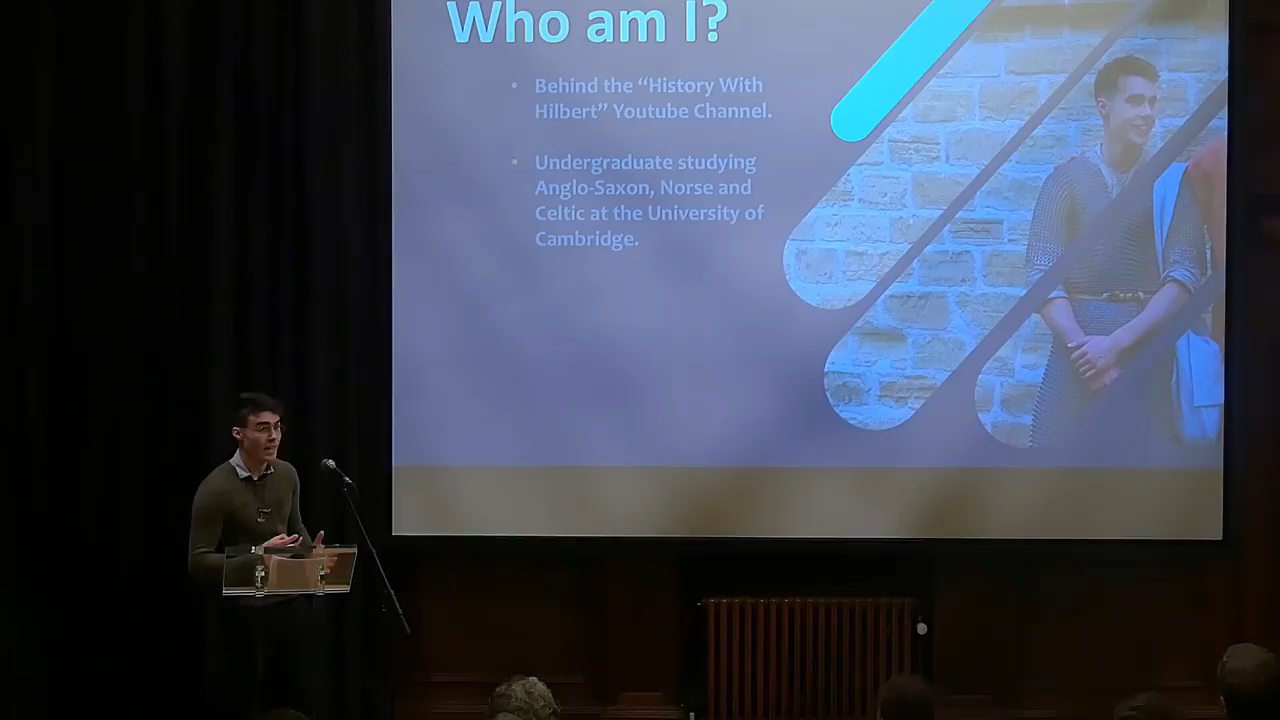 Who am I?
• Behind the “History With
Hilbert” Youtube Channel.
• Undergraduate studying
Anglo-Saxon, Norse and
Celtic at the University of
Cambridge.